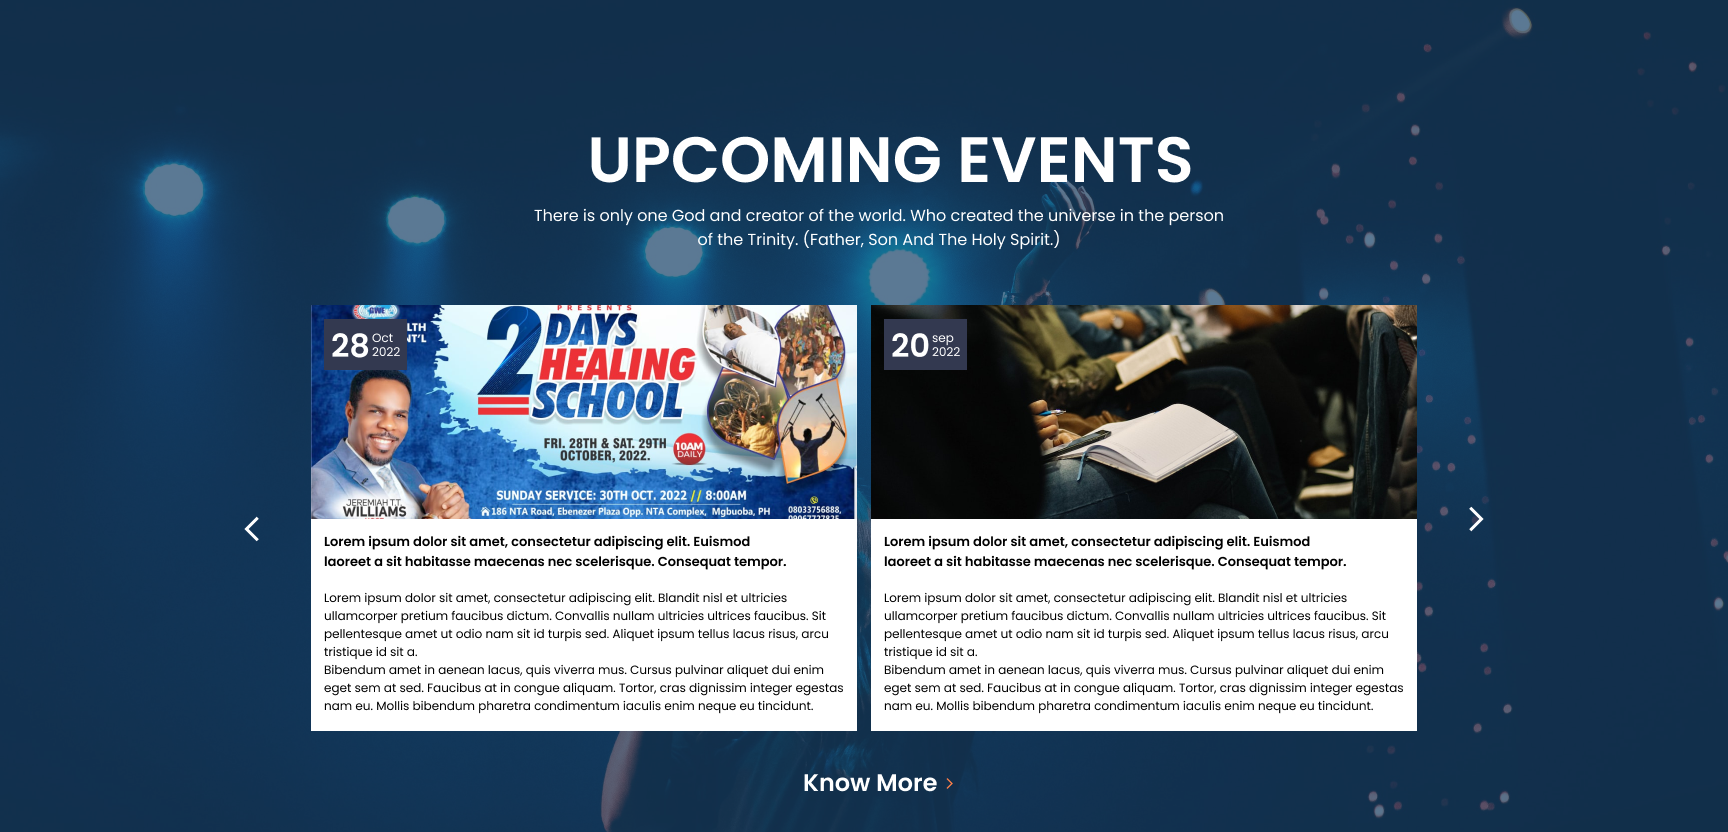 UPCOMING EVENTS
There is only one God and creator of the world. Who created the universe in the person
of the Trinity. (Father, Son And The Holy Spirit.)
28 Oct
2022
GIVE
LTH
NT'L
PRESENTS
2 DAYS
HEALING
SCHOOL
FRI. 28TH & SAT. 29TH
OCTOBER, 2022.
10AM
DAILY
JEREMIAH T.T.
WILLIAMS
SUNDAY SERVICE: 30TH OCT. 2022 // 8:00AM
186 NTA Road, Ebenezer Plaza Opp. NTA Complex, Mgbuoba, PH
08033756888,
20 sep
2022
Lorem ipsum dolor sit amet, consectetur adipiscing elit. Euismod
laoreet a sit habitasse maecenas nec scelerisque. Consequat tempor.
Lorem ipsum dolor sit amet, consectetur adipiscing elit. Blandit nisl et ultricies
ullamcorper pretium faucibus dictum. Convallis nullam ultricies ultrices faucibus. Sit
pellentesque amet ut odio nam sit id turpis sed. Aliquet ipsum tellus lacus risus, arcu
tristique id sit a.
Bibendum amet in aenean lacus, quis viverra mus. Cursus pulvinar aliquet dui enim
eget sem at sed. Faucibus at in congue aliquam. Tortor, cras dignissim integer egestas
nam eu. Mollis bibendum pharetra condimentum iaculis enim neque eu tincidunt.
Lorem ipsum dolor sit amet, consectetur adipiscing elit. Euismod
laoreet a sit habitasse maecenas nec scelerisque. Consequat tempor.
Lorem ipsum dolor sit amet, consectetur adipiscing elit. Blandit nisl et ultricies
ullamcorper pretium faucibus dictum. Convallis nullam ultricies ultrices faucibus. Sit
pellentesque amet ut odio nam sit id turpis sed. Aliquet ipsum tellus lacus risus, arcu
tristique id sit a.
Bibendum amet in aenean lacus, quis viverra mus. Cursus pulvinar aliquet dui enim
eget sem at sed. Faucibus at in congue aliquam. Tortor, cras dignissim integer egestas
nam eu. Mollis bibendum pharetra condimentum iaculis enim neque eu tincidunt.
Know More